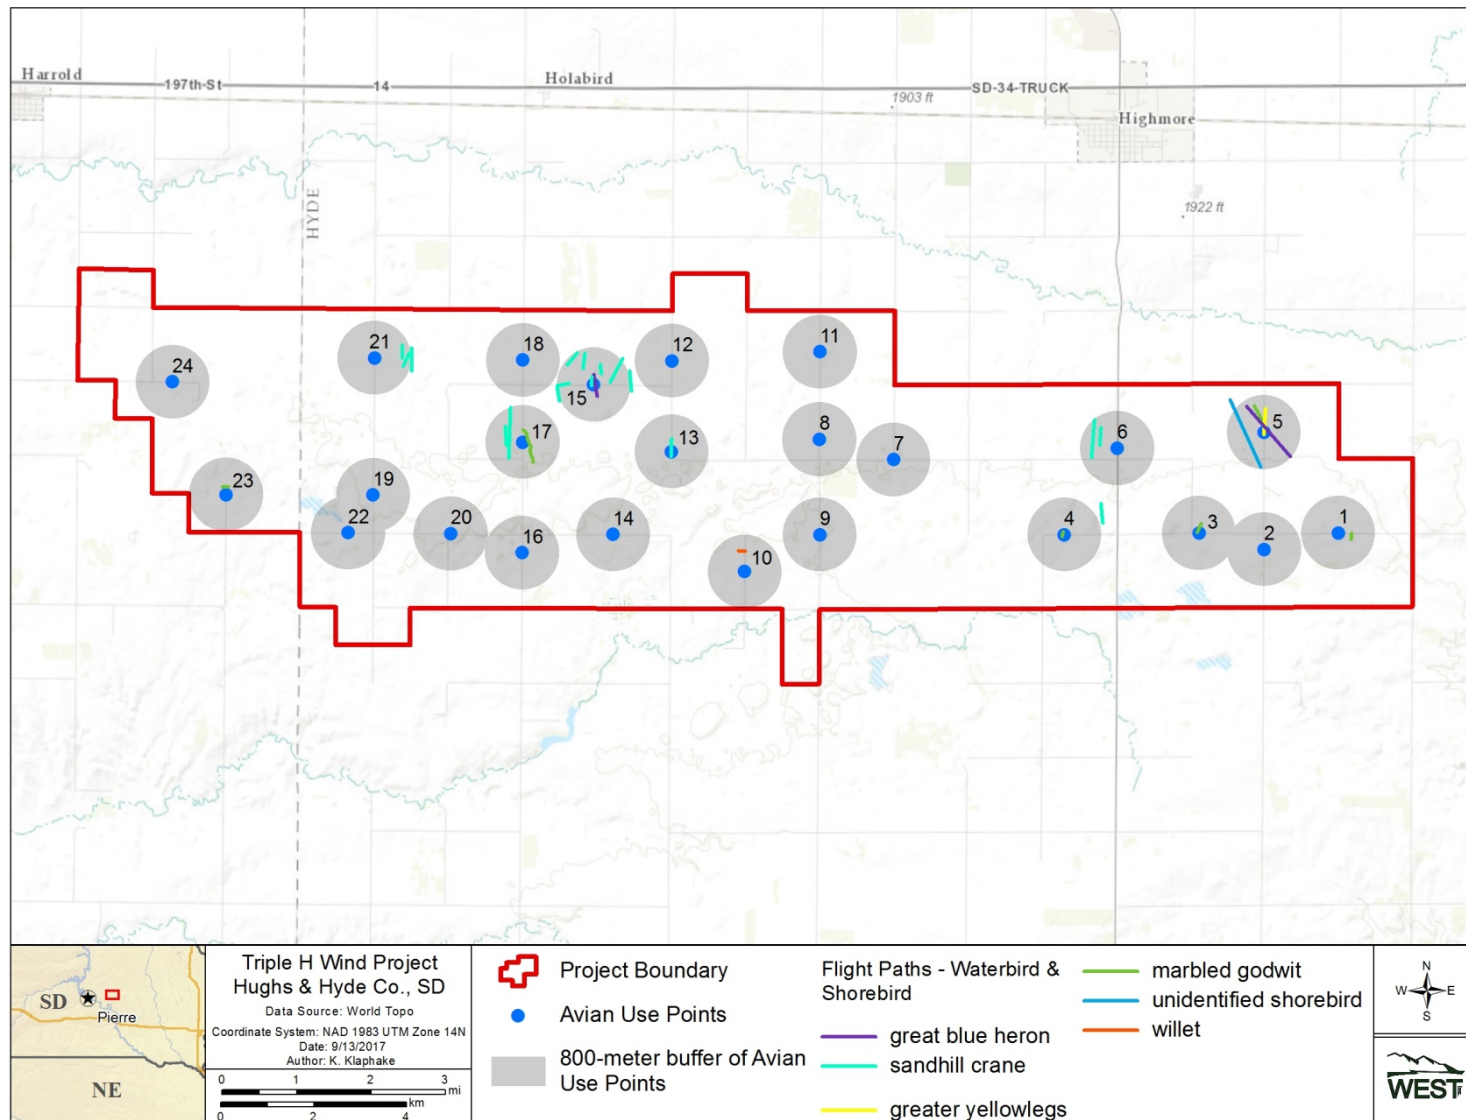 Harrold
197th-St
14
Holabird
SD-34-TRUCK
1903 ft
Highmore
HYDE
1922 ft
11
21
18
12
24
15
5
8
17
6
13
7
23
19
1
22
20
14
9
4
3
16
2
10
SD
Pierre
NE
Triple H Wind Project
Hughs & Hyde Co., SD
Data Source: World Topo
Coordinate System: NAD 1983 UTM Zone 14N
Date: 9/13/2017
Author: K. Klaphake
0 1 2 3
mi
km
0 2 4
Project Boundary
Avian Use Points
800-meter buffer of Avian
Use Points
Flight Paths - Waterbird &
Shorebird
great blue heron
sandhill crane
greater yellowlegs
marbled godwit
unidentified shorebird
willet
N
W E
S
WEST